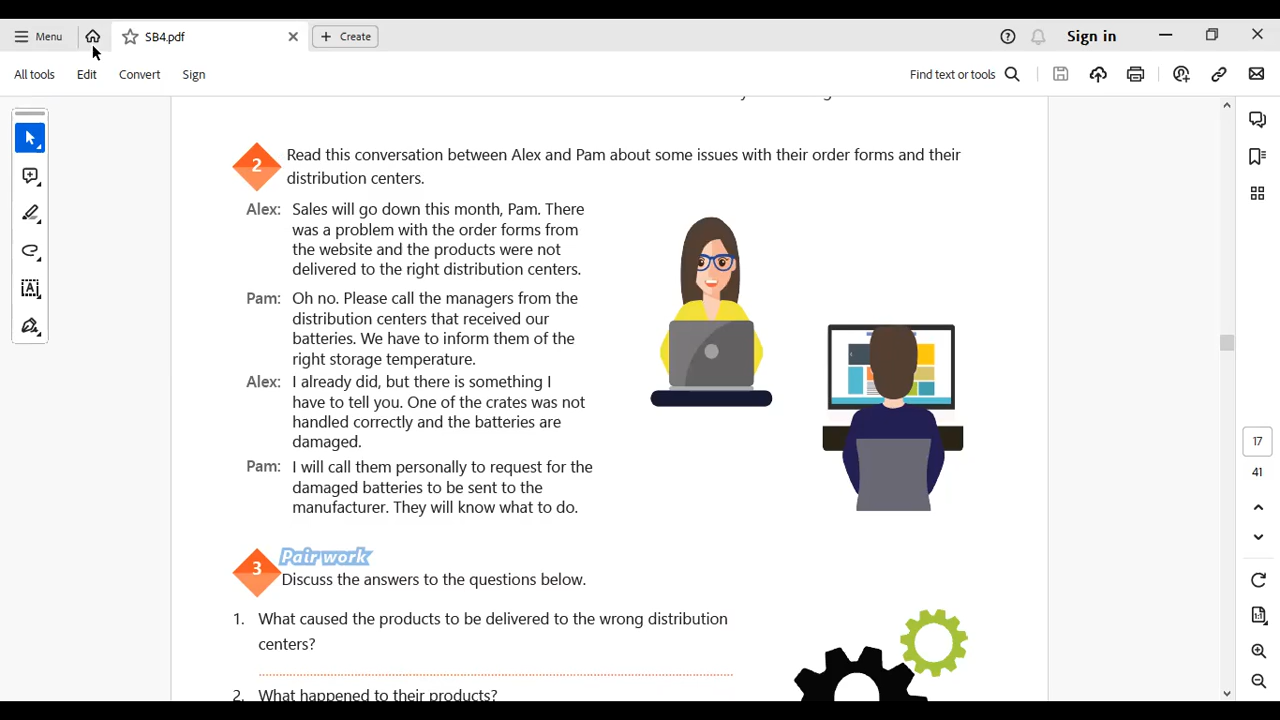 Menu
SB4.pdf
Create
Sign in
All tools
Edit
Convert
Sign
Find text or tools
2
Read this conversation between Alex and Pam about some issues with their order forms and their
distribution centers.
Alex: Sales will go down this month, Pam. There
was a problem with the order forms from
the website and the products were not
delivered to the right distribution centers.
Pam: Oh no. Please call the managers from the
distribution centers that received our
batteries. We have to inform them of the
right storage temperature.
Alex: I already did, but there is something I
have to tell you. One of the crates was not
handled correctly and the batteries are
damaged.
Pam: I will call them personally to request for the
damaged batteries to be sent to the
manufacturer. They will know what to do.
3
Pair work
Discuss the answers to the questions below.
1. What caused the products to be delivered to the wrong distribution
centers?
2. What happened to their products?
17
41